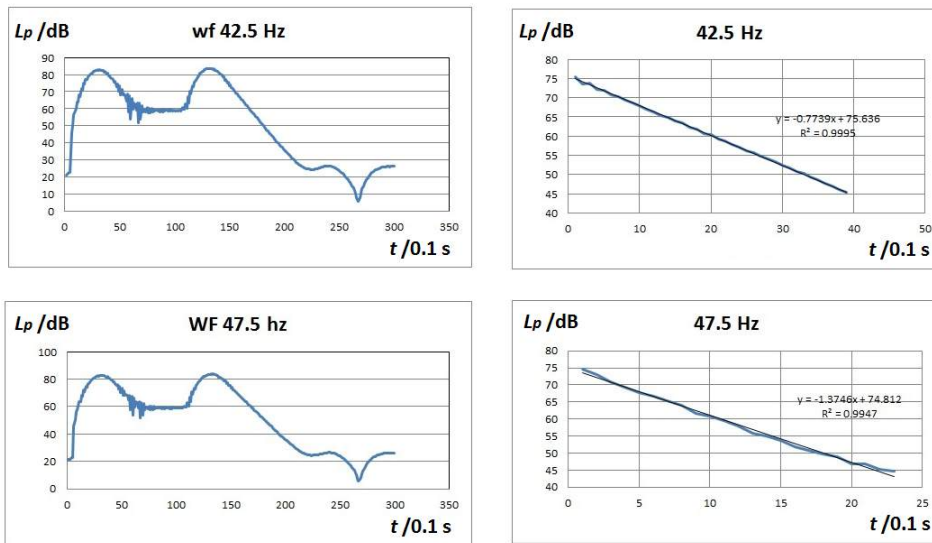 Lp /dB
wf 42.5 Hz
90
80
70
60
50
40
30
20
10
0
0 50 100 150 200 250 300 350
t /0.1 s
Lp /dB
42.5 Hz
80
75
70
65
60
55
50
45
40
y = -0.7739x + 75.636
R² = 0.9995
0 10 20 30 40 50
t /0.1 s
Lp /dB
WF 47.5 hz
100
80
60
40
20
0
0 50 100 150 200 250 300 350
t /0.1 s
Lp /dB
47.5 Hz
80
75
70
65
60
55
50
45
40
y = -1.3746x + 74.812
R² = 0.9947
0 5 10 15 20 25
t /0.1 s